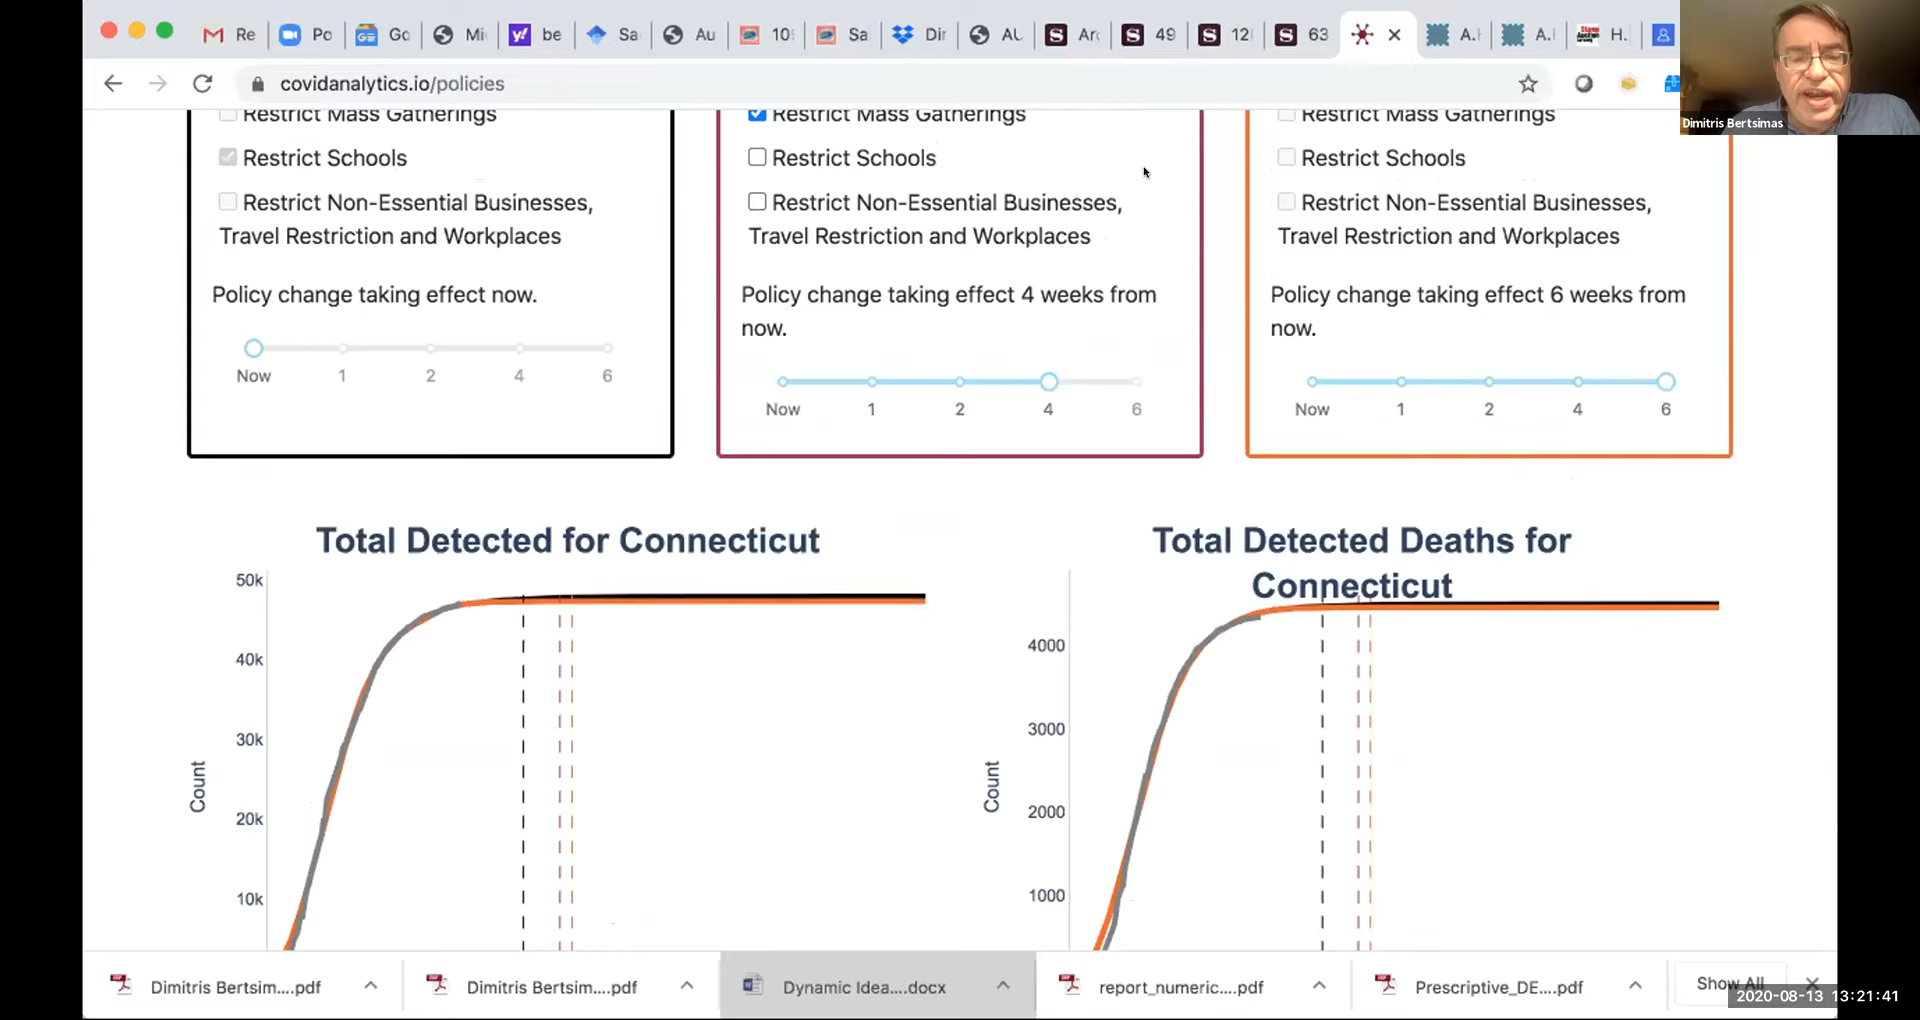 Re
Po
Go
Mi
be
Sa
Au
10
Sa
Dir
AU
Arc
49
12
63
A.
A.
H.
covidanalytics.io/policies
Dimitris Bertsimas
Restrict Mass Gatherings
Restrict Schools
Restrict Non-Essential Businesses,
Travel Restriction and Workplaces
Policy change taking effect now.
Now 1 2 4 6
Restrict Mass Gatherings
Restrict Schools
Restrict Non-Essential Businesses,
Travel Restriction and Workplaces
Policy change taking effect 4 weeks from
now.
Now 1 2 4 6
Restrict Mass Gatherings
Restrict Schools
Restrict Non-Essential Businesses,
Travel Restriction and Workplaces
Policy change taking effect 6 weeks from
now.
Now 1 2 4 6
Total Detected for Connecticut
50k
40k
30k
20k
10k
Count
Total Detected Deaths for
Connecticut
4000
3000
2000
1000
Count
Dimitris Bertsim....pdf
Dimitris Bertsim....pdf
Dynamic Idea....docx
report_numeric....pdf
Prescriptive_DE....pdf
Show All
2020-08-13 13:21:41